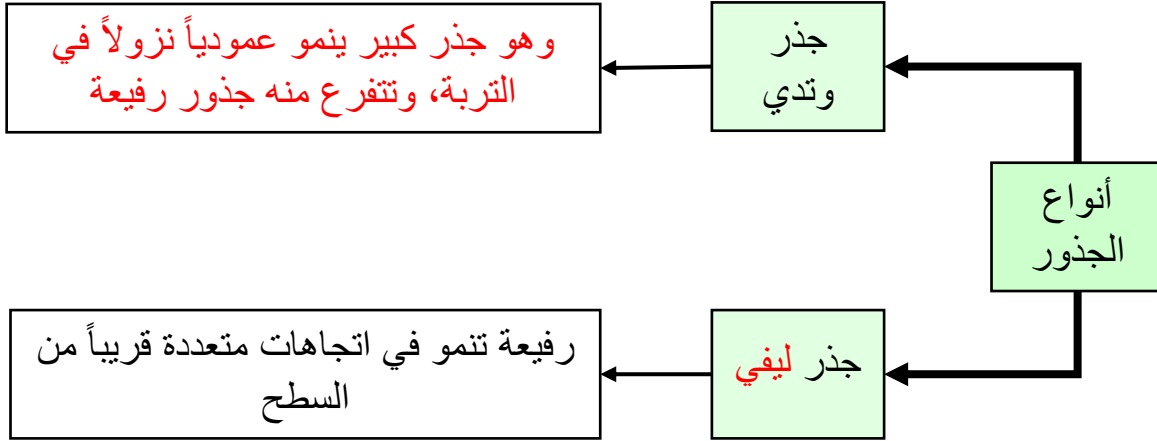 أنواع
الجذور
جذر
وتدي
وهو جذر كبير ينمو عمودياً نزولاً في
التربة، وتتفرع منه جذور رفيعة
جذر ليفي
رفيعة تنمو في اتجاهات متعددة قريباً من
السطح